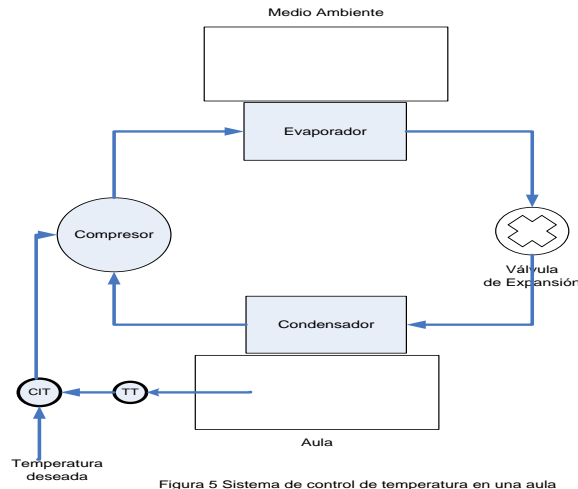 Medio Ambiente
Evaporador
Compresor
Válvula
de Expansión
Condensador
CIT
TT
Aula
Temperatura
deseada
Figura 5 Sistema de control de temperatura en una aula